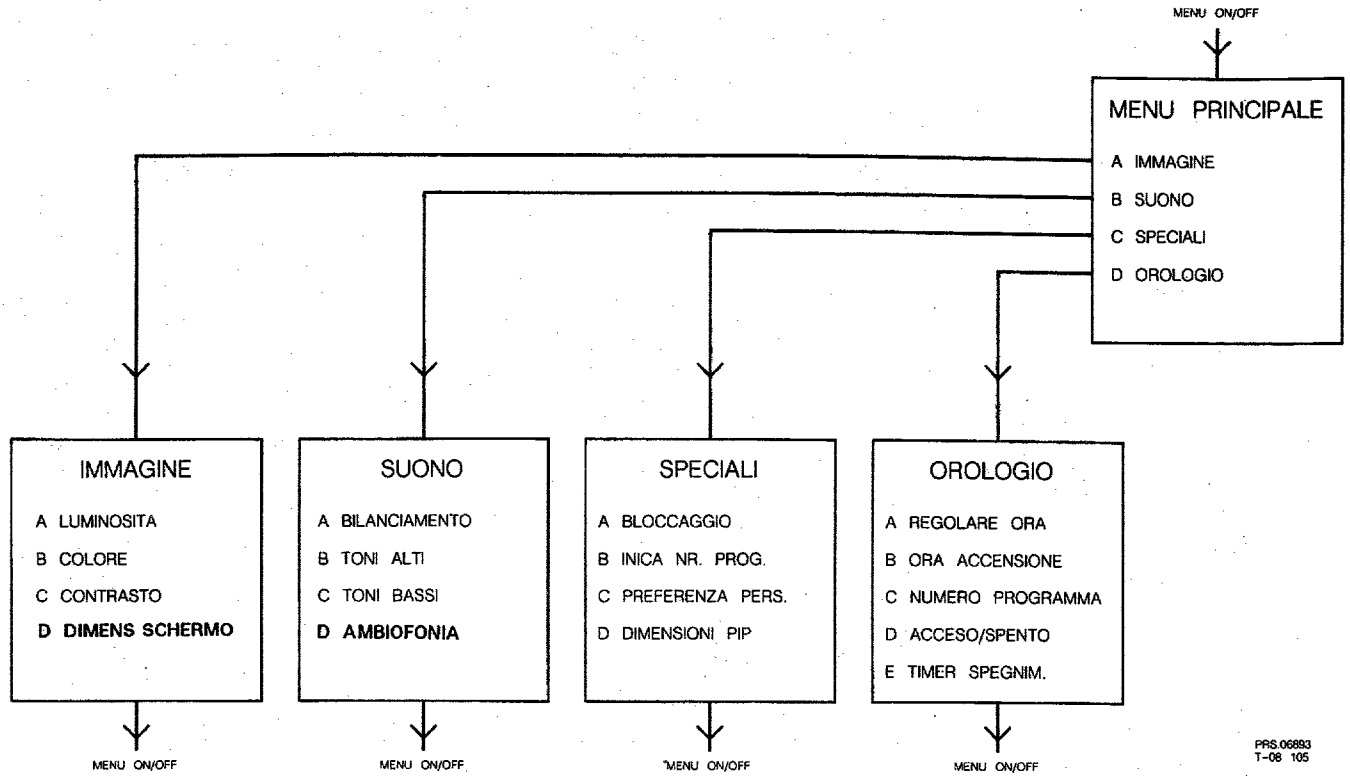 MENU ON/OFF
MENU PRINCIPALE
A IMMAGINE
B SUONO
C SPECIALI
D OROLOGIO
IMMAGINE
A LUMINOSITA
B COLORE
C CONTRASTO
D DIMENS SCHERMO
MENU ON/OFF
SUONO
A BILANCIAMENTO
B TONI ALTI
C TONI BASSI
D AMBIOFONIA
MENU ON/OFF
SPECIALI
A BLOCCAGGIO
B INICA NR. PROG.
C PREFERENZA PERS.
D DIMENSIONI PIP
MENU ON/OFF
OROLOGIO
A REGOLARE ORA
B ORA ACCENSIONE
C NUMERO PROGRAMMA
D ACCESO/SPENTO
E TIMER SPEGNIM.
MENU ON/OFF
PRS.06893
T-08 105